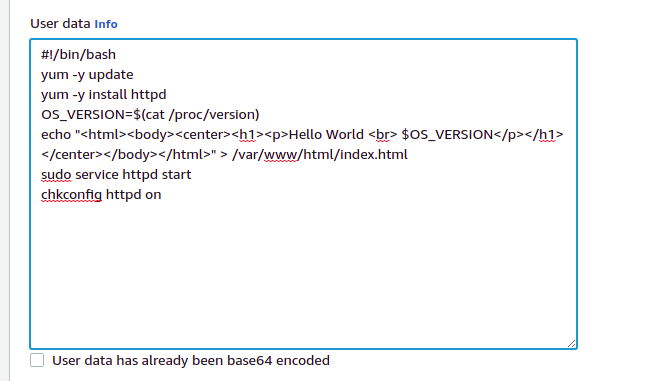 User data Info
#!/bin/bash
yum -y update
yum -y install httpd
OS_VERSION=$(cat /proc/version)
echo "<html><body><center><h1><p>Hello World <br> $OS_VERSION</p></h1>
</center></body></html>" > /var/www/html/index.html
sudo service httpd start
chkconfig httpd on
User data has already been base64 encoded